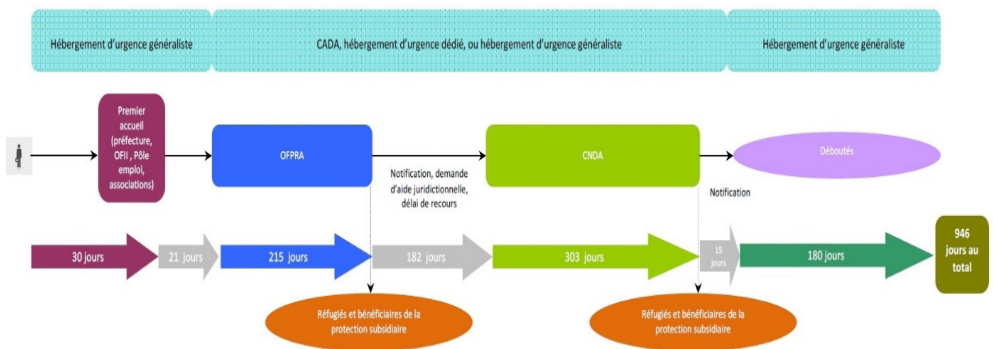 Hébergement d'urgence généraliste
CADA, hébergement d'urgence dédié, ou hébergement d'urgence généraliste
Hébergement d'urgence généraliste
Premier
accueil
(préfecture,
OFII , Pôle
emploi,
associations)
OFPRA
Notification, demande
d'aide juridictionnelle,
délai de recours
CNDA
Notification
Déboutés
30 jours
21 jours
215 jours
182 jours
303 jours
15
jours
180 jours
946
jours au
total
Réfugiés et bénéficiaires de la
protection subsidiaire
Réfugiés et bénéficiaires de la
protection subsidiaire